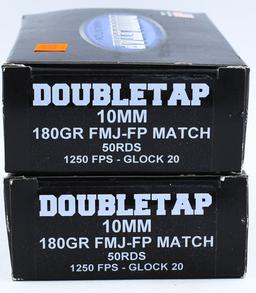 DOUBLETAP
10MM
180GR FMJ-FP MATCH
50RDS
1250 FPS - GLOCK 20
DOUBLETAP
10MM
180GR FMJ-FP MATCH
50RDS
1250 FPS - GLOCK 20